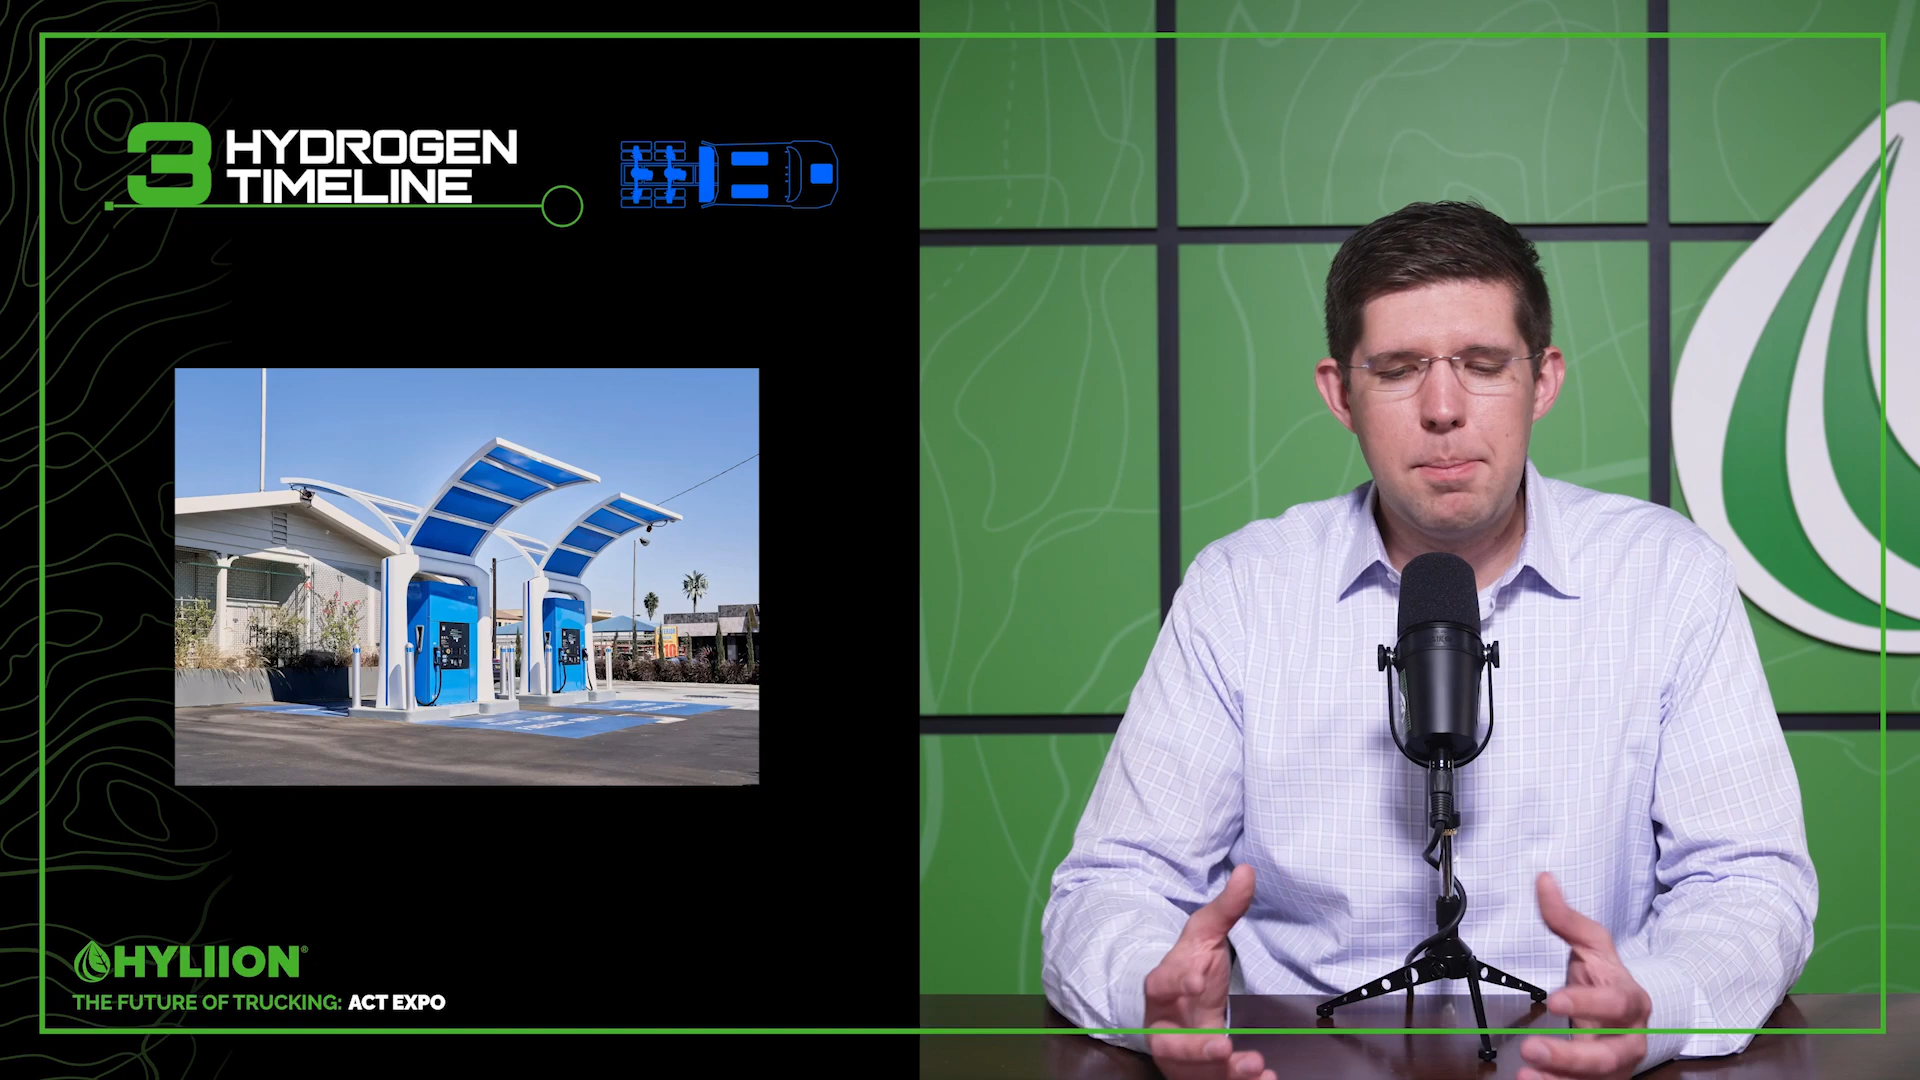 3 HYDROGEN
TIMELINE
HYLIION®
THE FUTURE OF TRUCKING: ACT EXPO